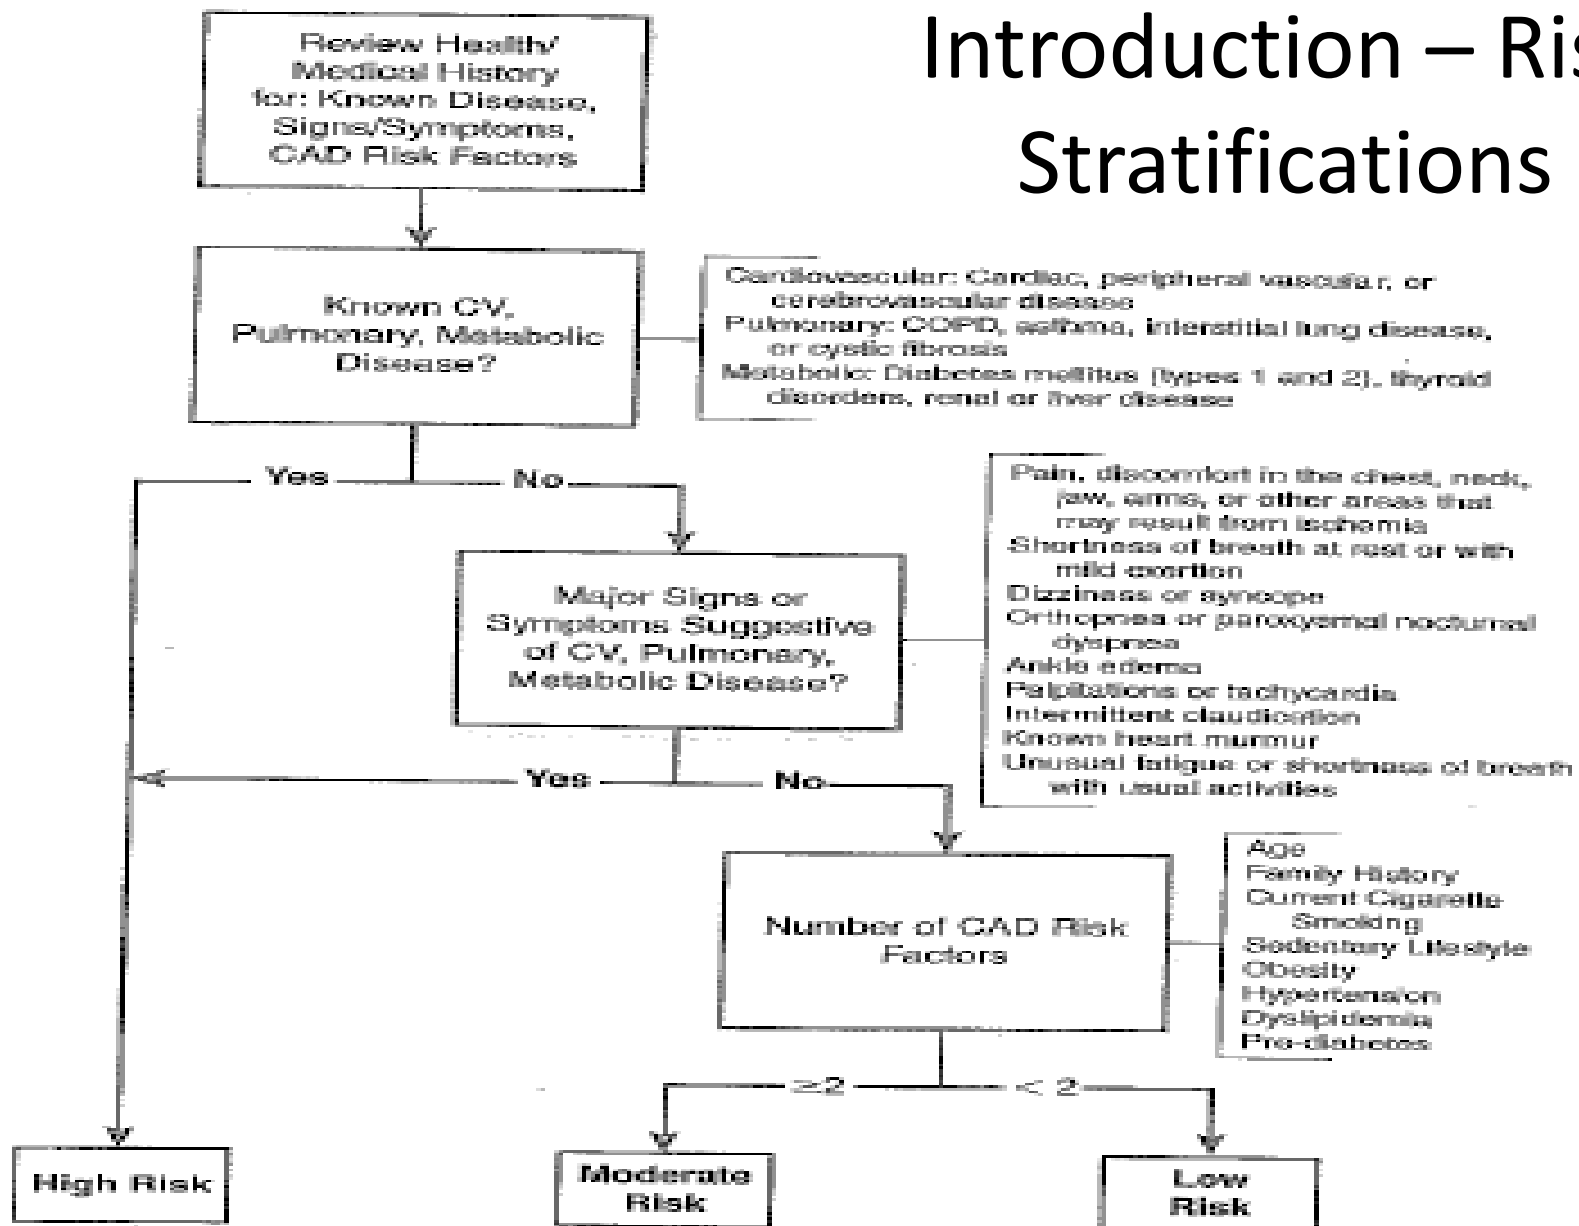 Introduction – Ris
Stratifications
Review Health/
Medical History
for: Known Disease,
Signs/Symptoms,
CAD Risk Factors
Known CV,
Pulmonary, Metabolic
Disease?
Cardiovascular: Cardiac, peripheral vascular, or
cerebrovascular disease
Pulmonary: COPD, asthma, interstitial lung disease,
or cystic fibrosis
Metabolic: Diabetes mellitus (types 1 and 2), thyroid
disorders, renal or liver disease
Yes
No
Major Signs or
Symptoms Suggestive
of CV, Pulmonary,
Metabolic Disease?
Pain, discomfort in the chest, neck,
jaw, arms, or other areas that
may result from ischemia
Shortness of breath at rest or with
mild exertion
Dizziness or syncope
Orthopnea or paroxysmal nocturnal
dyspnea
Ankle edema
Palpitations or tachycardia
Intermittent claudication
Known heart murmur
Unusual fatigue or shortness of breath
with usual activities
Yes
No
Number of CAD Risk
Factors
Age
Family History
Current Cigarette
Smoking
Sedentary Lifestyle
Obesity
Hypertension
Dyslipidemia
Pre-diabetes
≥2
< 2
High Risk
Moderate
Risk
Low
Risk